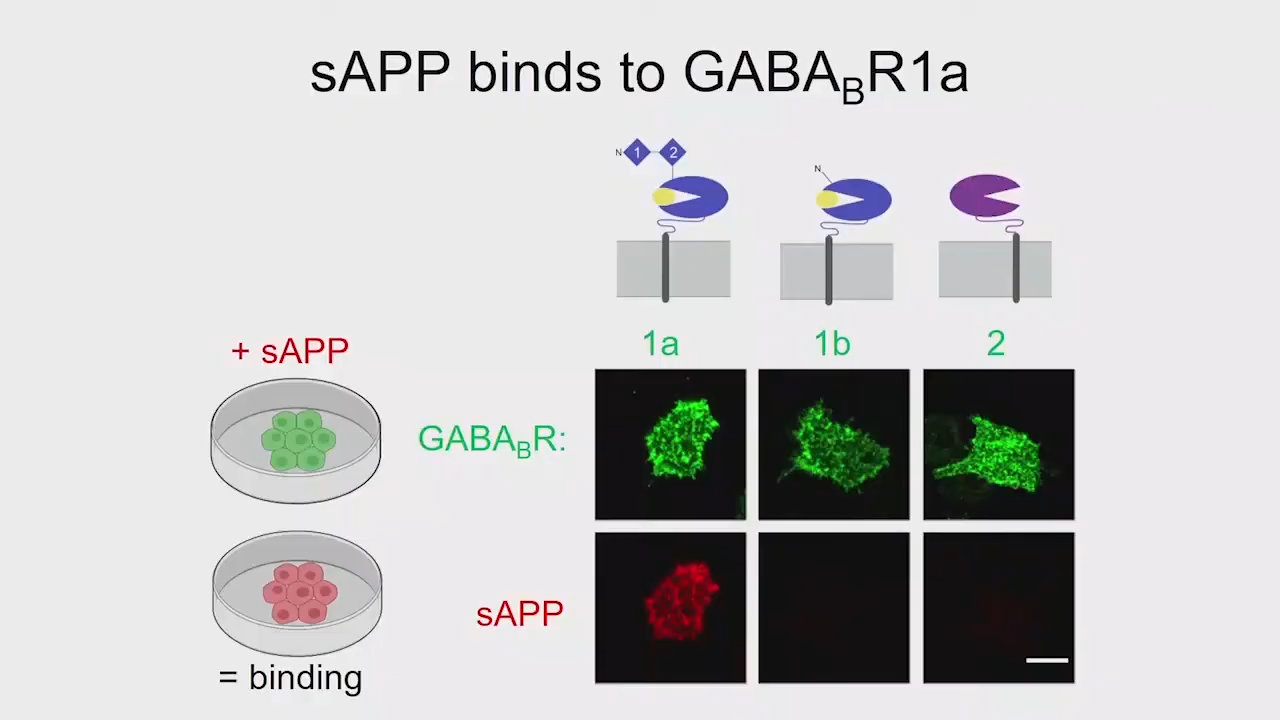 sAPP binds to GABABR1a
N 1 2
N
+ sAPP
1a 1b 2
GABABR:
sAPP
= binding